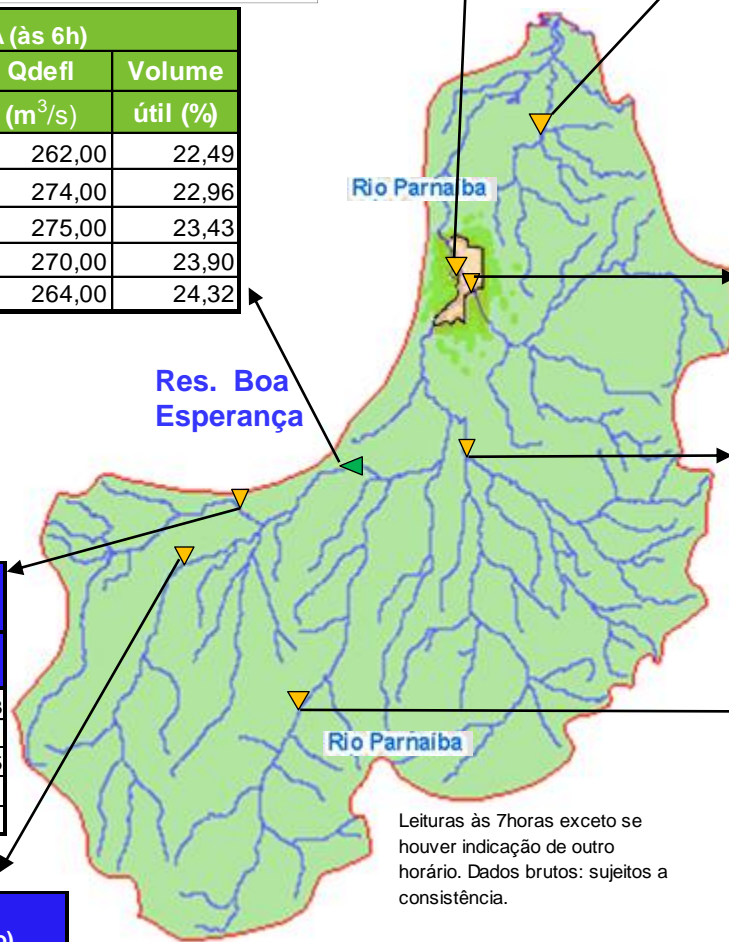 (às 6h)
Qdefl Volume
(m³/s) útil (%)
262,00 22,49
274,00 22,96
275,00 23,43
270,00 23,90
264,00 24,32
Rio Parnaíba
Res. Boa
Esperança
Rio Parnaíba
Leituras às 7horas exceto se
houver indicação de outro
horário. Dados brutos: sujeitos a
consistência.